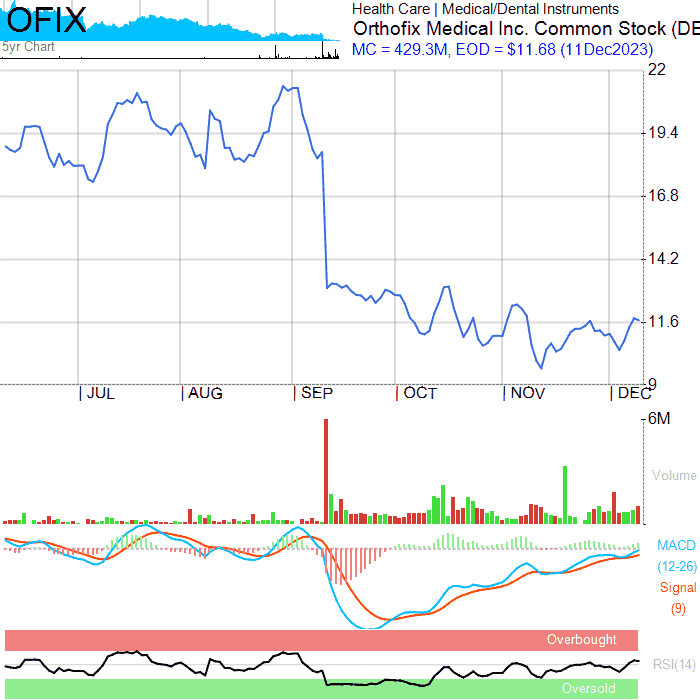 OFIX
5yr Chart
Health Care | Medical/Dental Instruments
Orthofix Medical Inc. Common Stock (DE
MC = 429.3M, EOD = $11.68 (11Dec2023)
22
19.4
16.8
14.2
11.6
9
JUL AUG SEP OCT NOV DEC
6M
Volume
MACD
(12-26)
Signal
(9)
Overbought
RSI(14)
Oversold